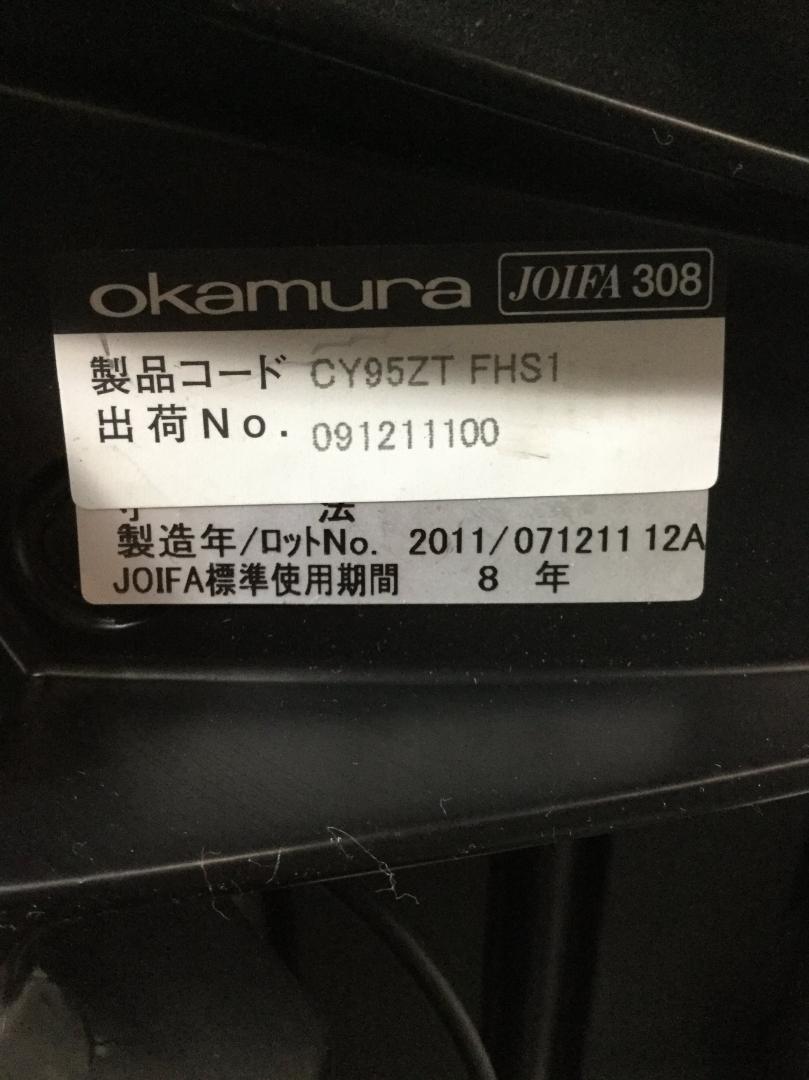 okamura JOIFA 308
製品コード CY95ZT FHS1
出荷No. 091211100
寸 法
製造年/ロットNo. 2011/071211 12A
JOIFA標準使用期間 8 年